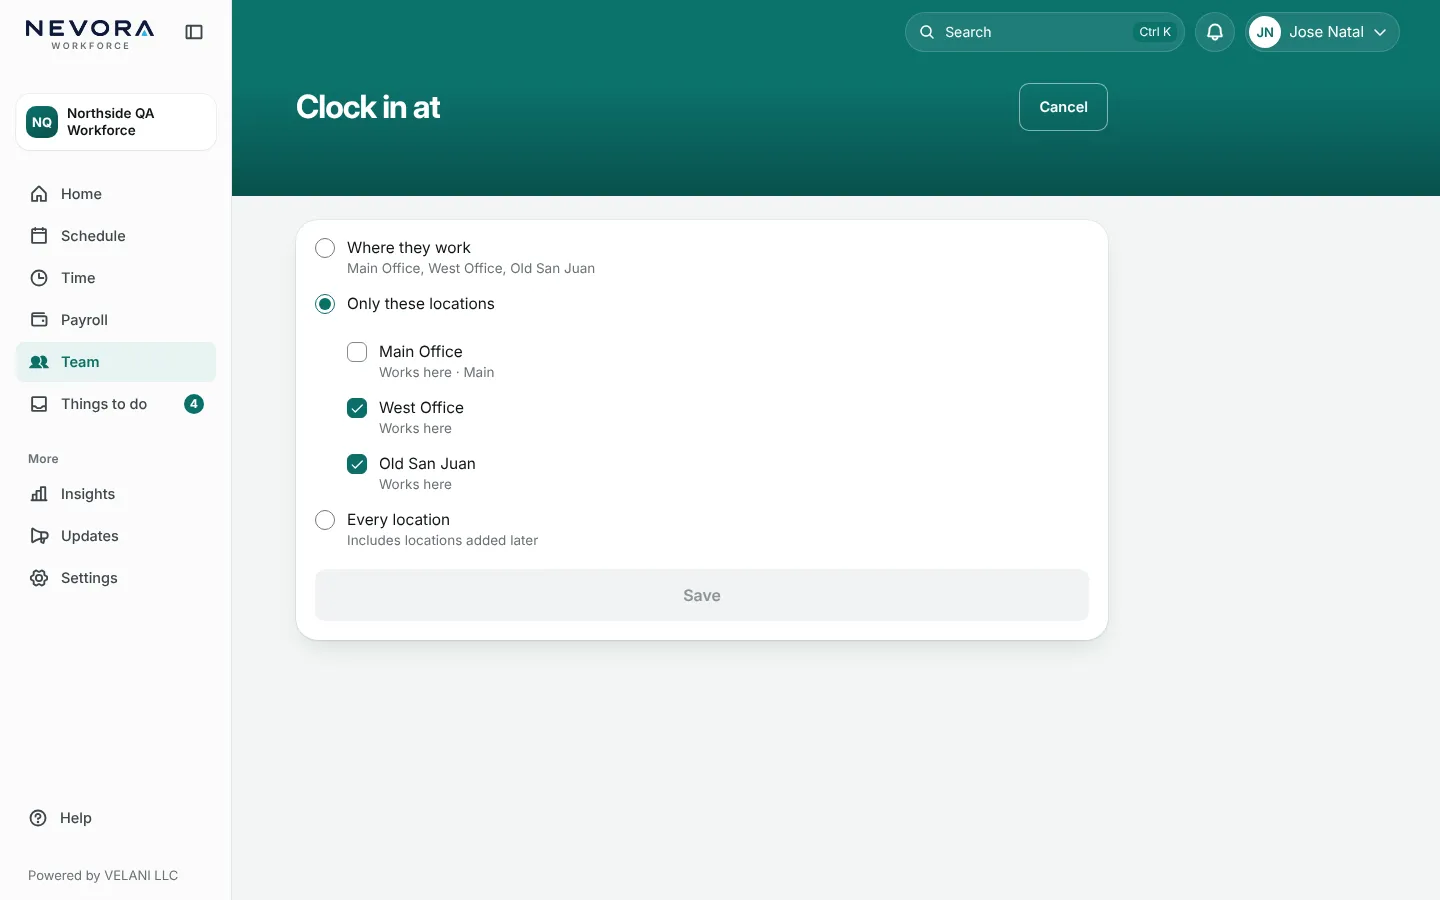 NEVORA
WORKFORCE
Search
Ctrl K
JN
Jose Natal
NQ
Northside QA
Workforce
Clock in at
Cancel
Home
Schedule
Time
Payroll
Team
Things to do
4
More
Insights
Updates
Settings
Help
Powered by VELANI LLC
Where they work
Main Office, West Office, Old San Juan
Only these locations
Main Office
Works here · Main
West Office
Works here
Old San Juan
Works here
Every location
Includes locations added later
Save